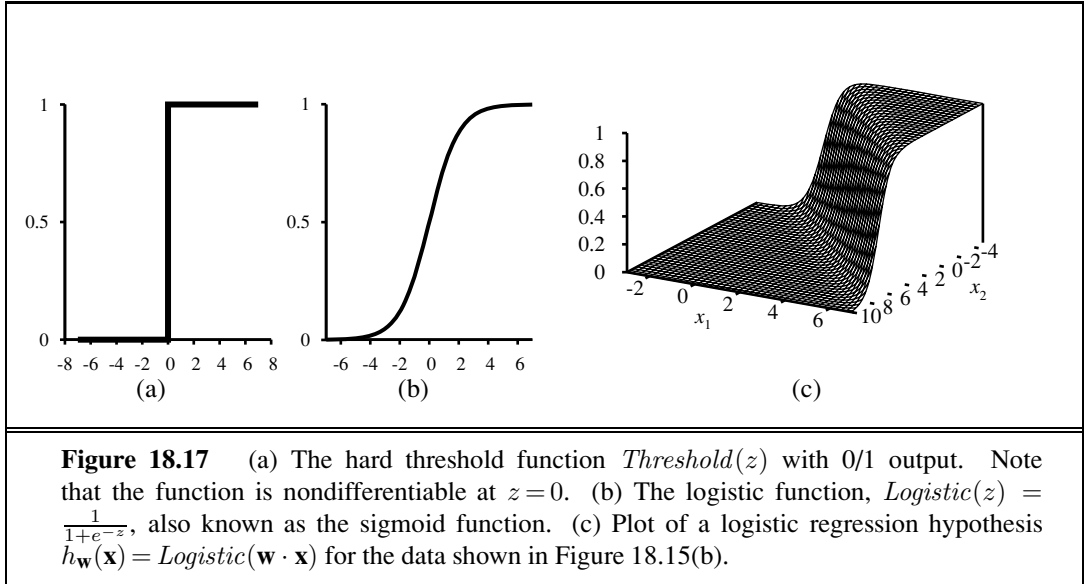 1
0.5
0
-8 -6 -4 -2 0 2 4 6 8
(a)
1
0.5
0
-6 -4 -2 0 2 4 6
(b)
1
0.8
0.6
0.4
0.2
0
-2 0 2 4 6
x1
10 8 6 4 2 0 -2 -4
x2
(c)
Figure 18.17 (a) The hard threshold function Threshold(z) with 0/1 output. Note
that the function is nondifferentiable at z = 0. (b) The logistic function, Logistic(z) =
1/(1+e^−z), also known as the sigmoid function. (c) Plot of a logistic regression hypothesis
hw(x) = Logistic(w · x) for the data shown in Figure 18.15(b).